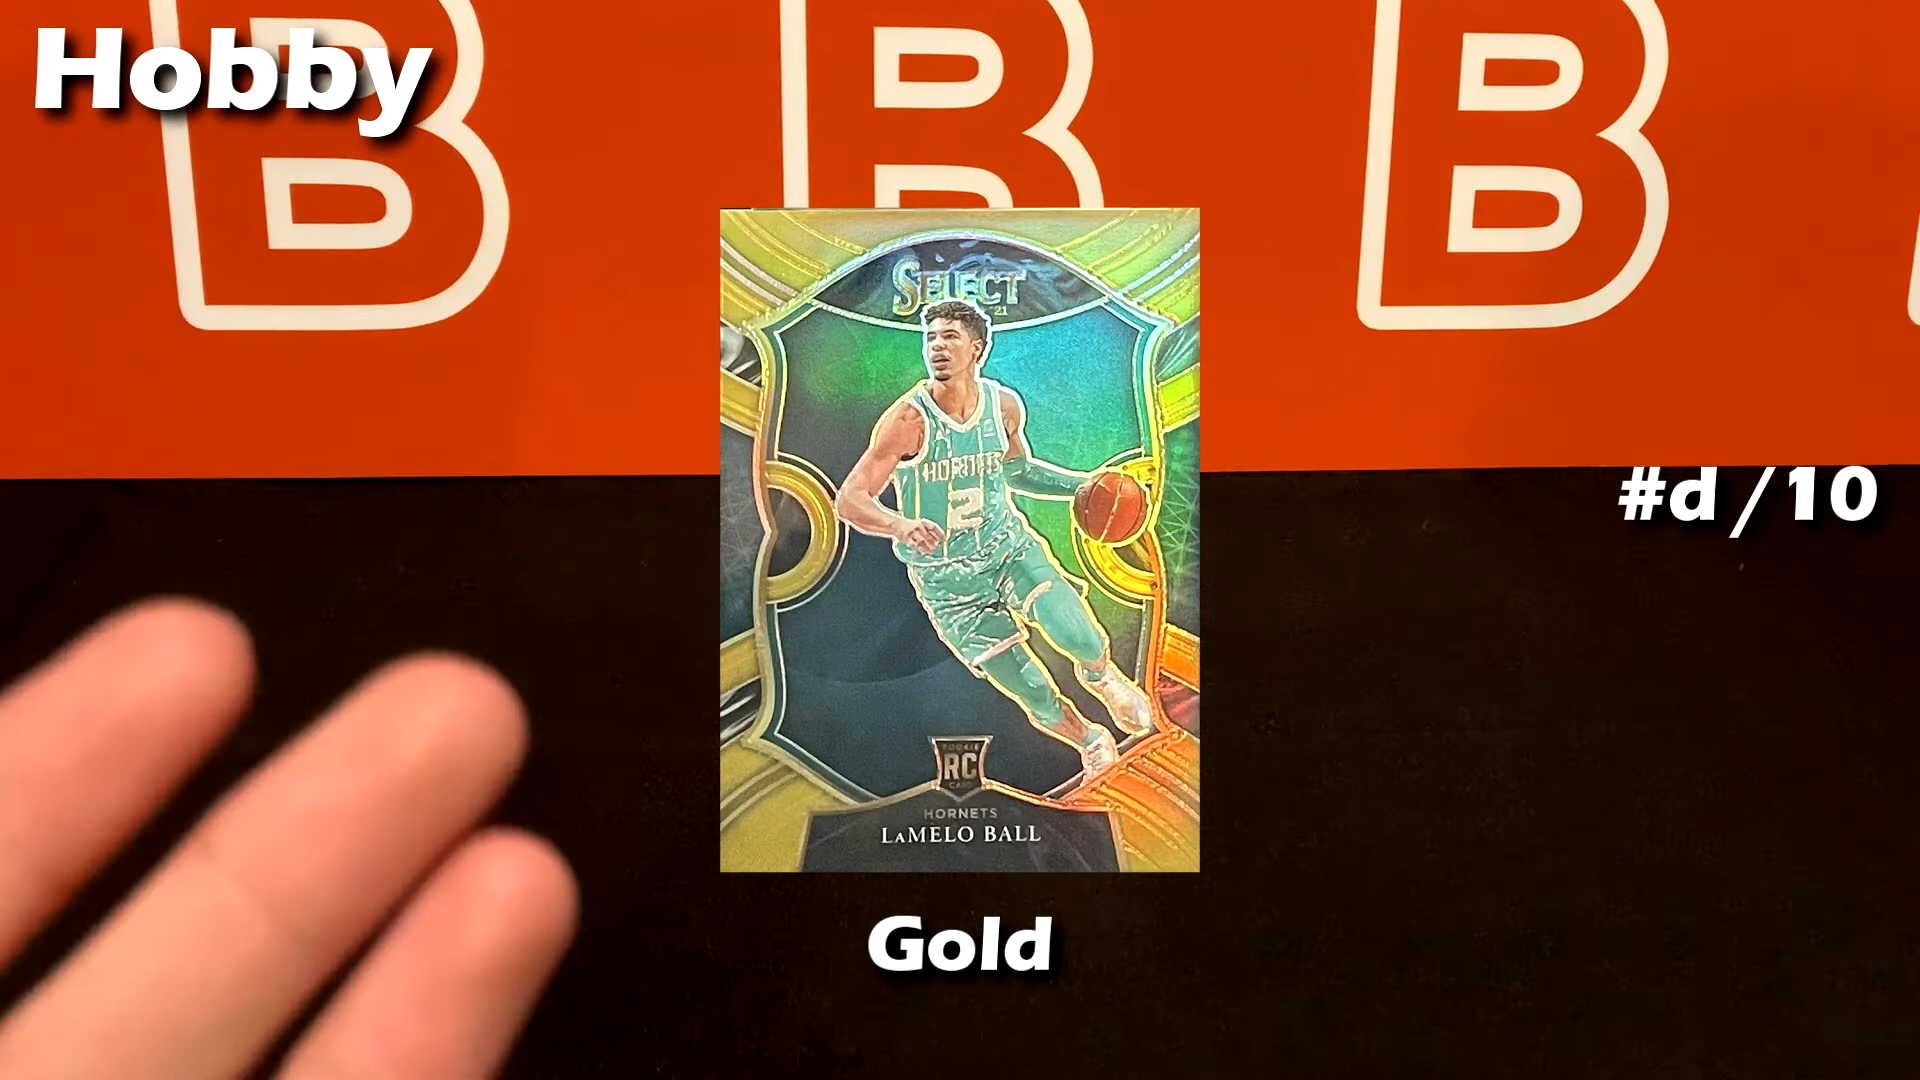 Hobby
B B B
SELECT
21
#d /10
HORNETS
2
ROOKIE
RC
CARD
HORNETS
LAMELO BALL
Gold